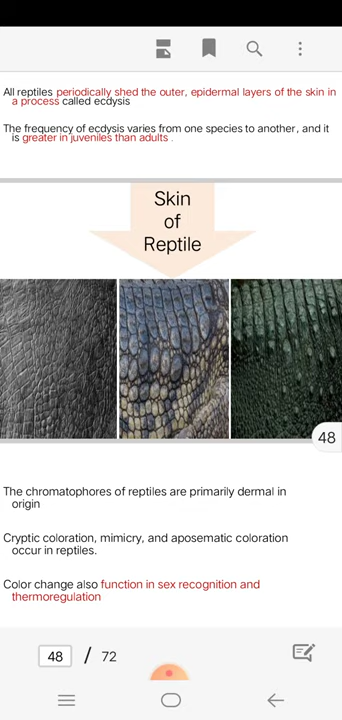 All reptiles periodically shed the outer, epidermal layers of the skin in
a process called ecdysis
The frequency of ecdysis varies from one species to another, and it
is greater in juveniles than adults .
Skin
of
Reptile
48
The chromatophores of reptiles are primarily dermal in
origin
Cryptic coloration, mimicry, and aposematic coloration
occur in reptiles.
Color change also function in sex recognition and
thermoregulation
48 / 72